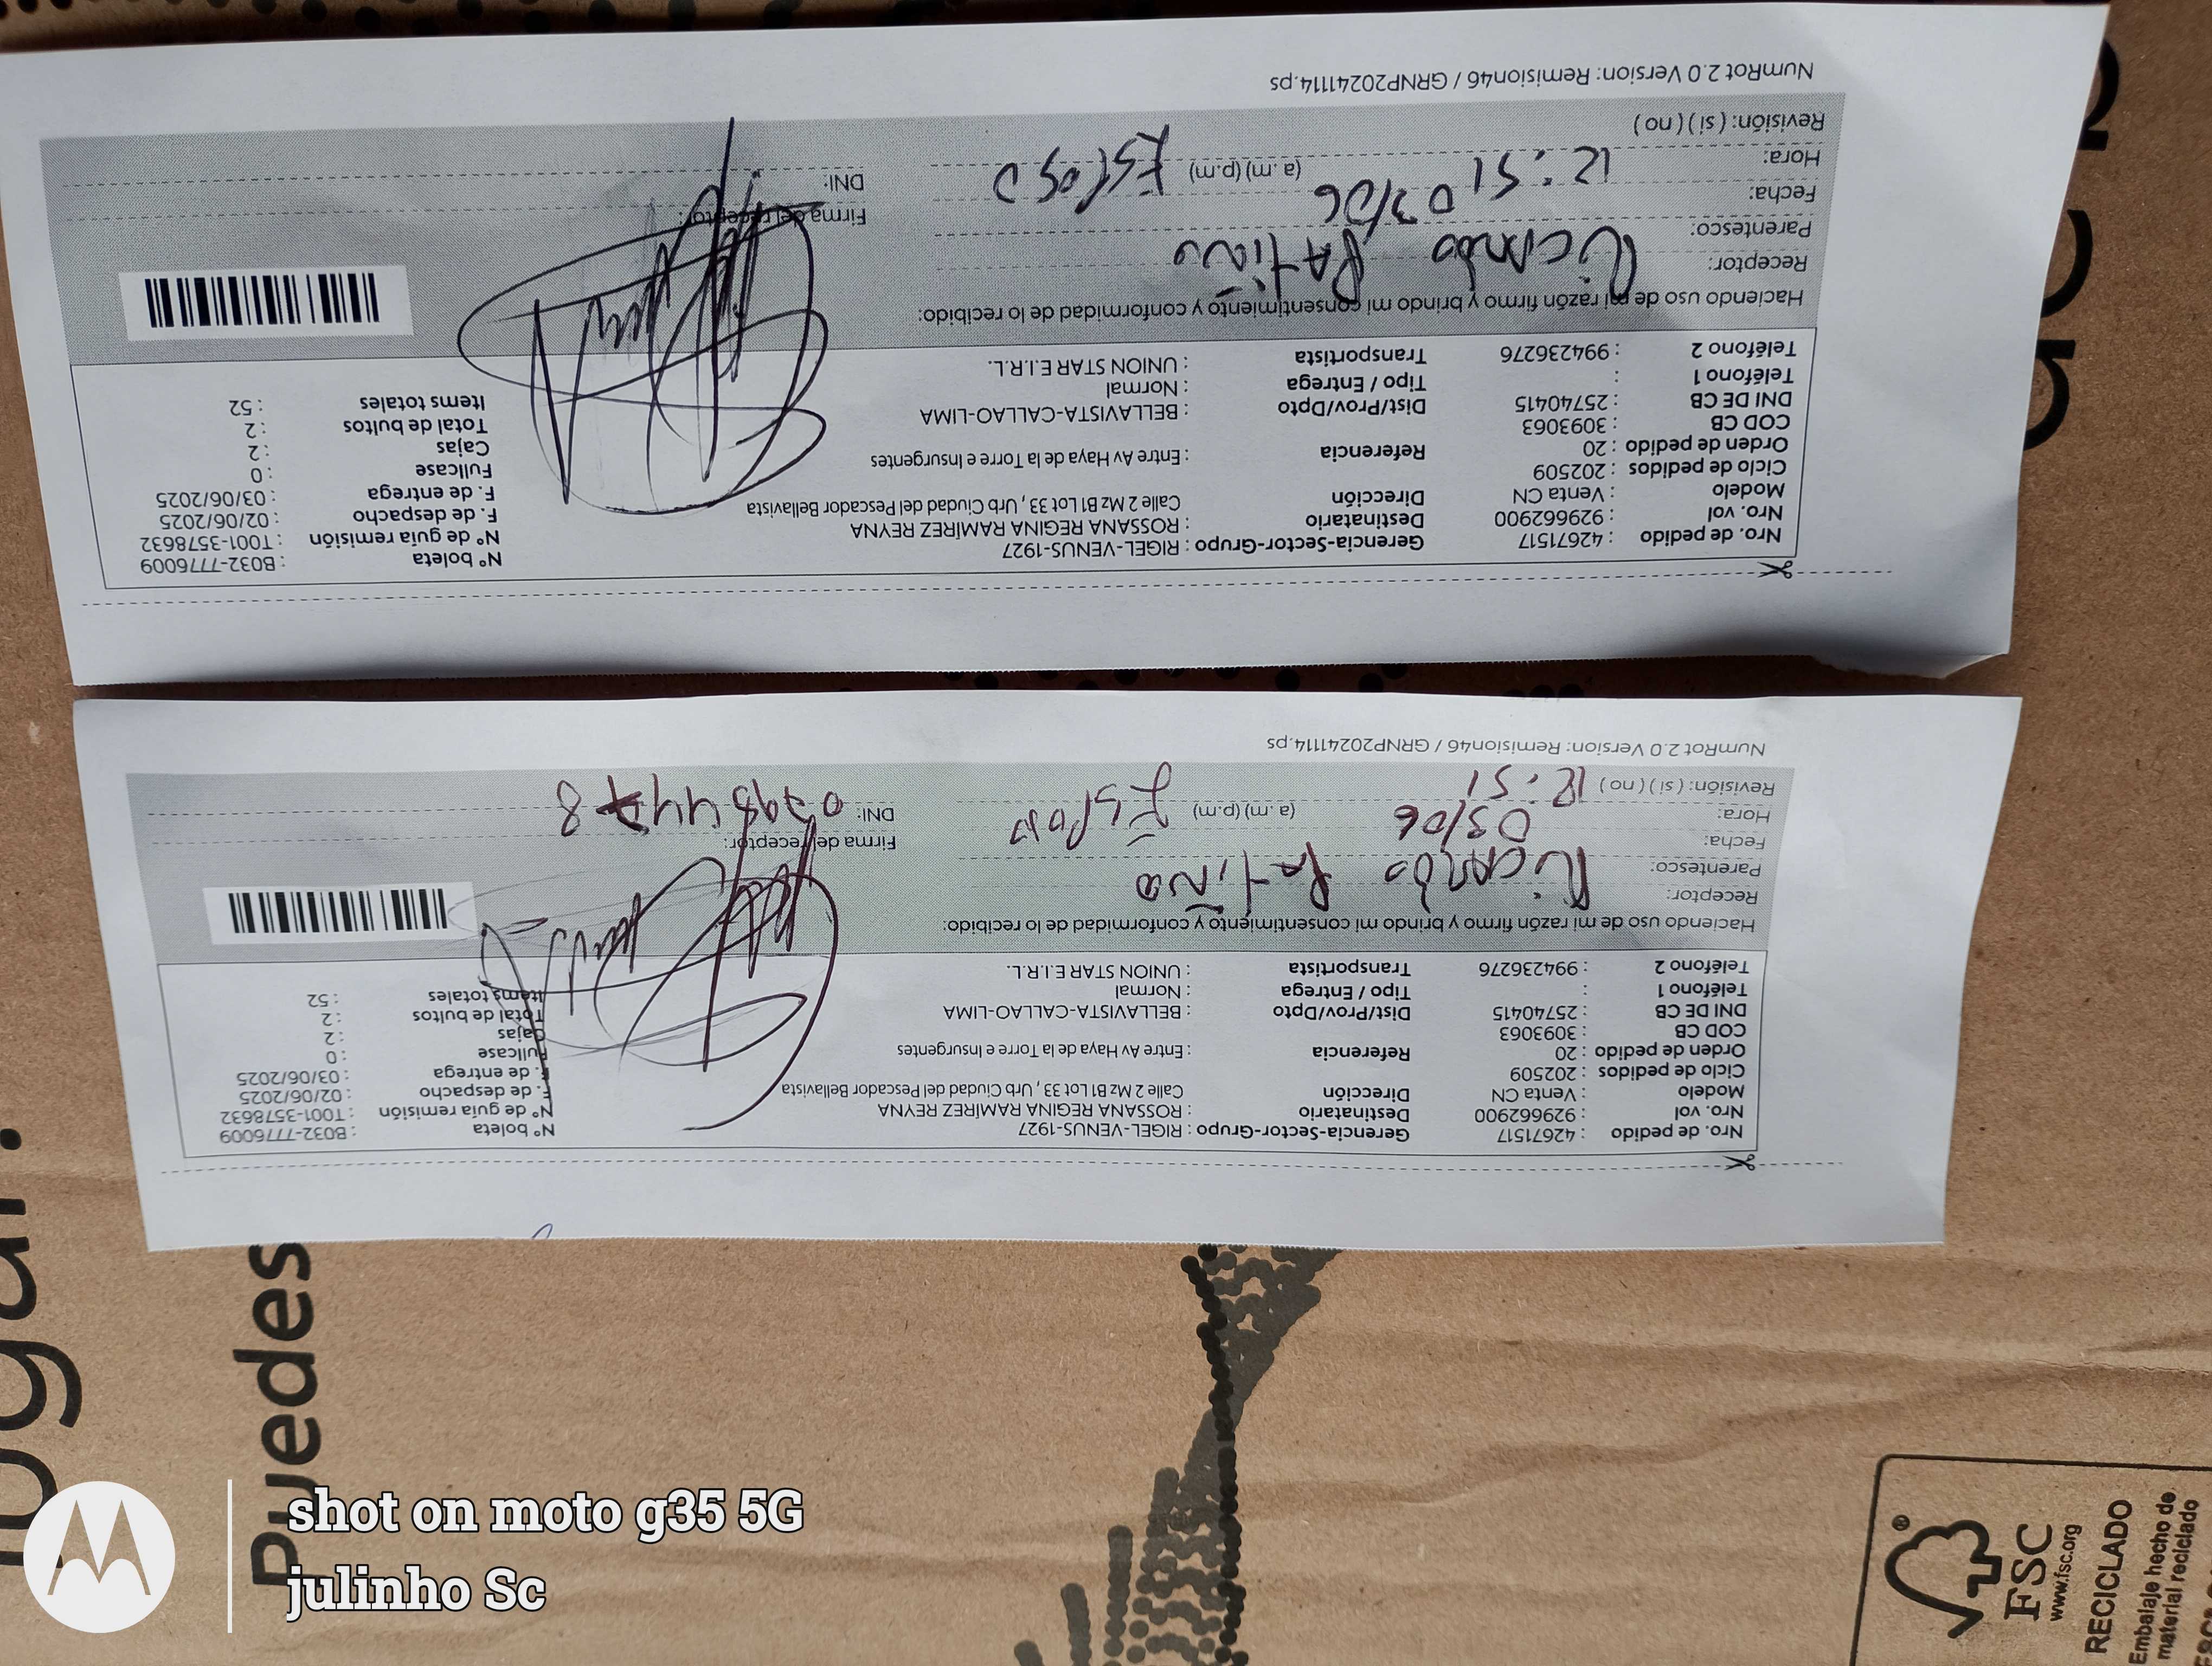 Nro. de pedido : 42671517 Gerencia-Sector-Grupo : RIGEL-VENUS-1927 N° boleta : B032-7776009
Nro. vol : 929662900 Destinatario : ROSSANA REGINA RAMÍREZ REYNA N° de guía remisión : T001-3578632
Modelo : Venta CN Dirección Calle 2 Mz B1 Lot 33 , Urb Ciudad del Pescador Bellavista F. de despacho : 02/06/2025
Ciclo de pedidos : 202509 F. de entrega : 03/06/2025
Orden de pedido : 20 Referencia : Entre Av Haya de la Torre e Insurgentes Fullcase : 0
COD CB : 3093063 Cajas : 2
DNI DE CB : 25740415 Dist/Prov/Dpto : BELLAVISTA-CALLAO-LIMA Total de bultos : 2
Teléfono 1 : Tipo / Entrega : Normal Items totales : 52
Teléfono 2 : 994236276 Transportista : UNION STAR E.I.R.L.
Haciendo uso de mi razón firmo y brindo mi consentimiento y conformidad de lo recibido:
Receptor: Ricardo Patiño
Parentesco:
Fecha: 03/06 Firma del receptor:
Hora: 12:51 (a.m) (p.m) Esposo DNI:
Revisión: ( si ) ( no )
NumRot 2.0 Version: Remision46 / GRNP20241114.ps
Nro. de pedido : 42671517 Gerencia-Sector-Grupo : RIGEL-VENUS-1927 N° boleta : B032-7776009
Nro. vol : 929662900 Destinatario : ROSSANA REGINA RAMÍREZ REYNA N° de guía remisión : T001-3578632
Modelo : Venta CN Dirección Calle 2 Mz B1 Lot 33 , Urb Ciudad del Pescador Bellavista F. de despacho : 02/06/2025
Ciclo de pedidos : 202509 F. de entrega : 03/06/2025
Orden de pedido : 20 Referencia : Entre Av Haya de la Torre e Insurgentes Fullcase : 0
COD CB : 3093063 Cajas : 2
DNI DE CB : 25740415 Dist/Prov/Dpto : BELLAVISTA-CALLAO-LIMA Total de bultos : 2
Teléfono 1 : Tipo / Entrega : Normal Items totales : 52
Teléfono 2 : 994236276 Transportista : UNION STAR E.I.R.L.
Haciendo uso de mi razón firmo y brindo mi consentimiento y conformidad de lo recibido:
Receptor: Ricardo Patiño
Parentesco:
Fecha: 03/06 Firma del receptor:
Hora: (a.m) (p.m) Esposo DNI:
Revisión: ( si ) ( no ) 12:51
NumRot 2.0 Version: Remision46 / GRNP20241114.ps
Puedes
shot on moto g35 5G
julinho Sc
FSC
www.fsc.org
RECICLADO
Embalaje hecho de
material reciclado